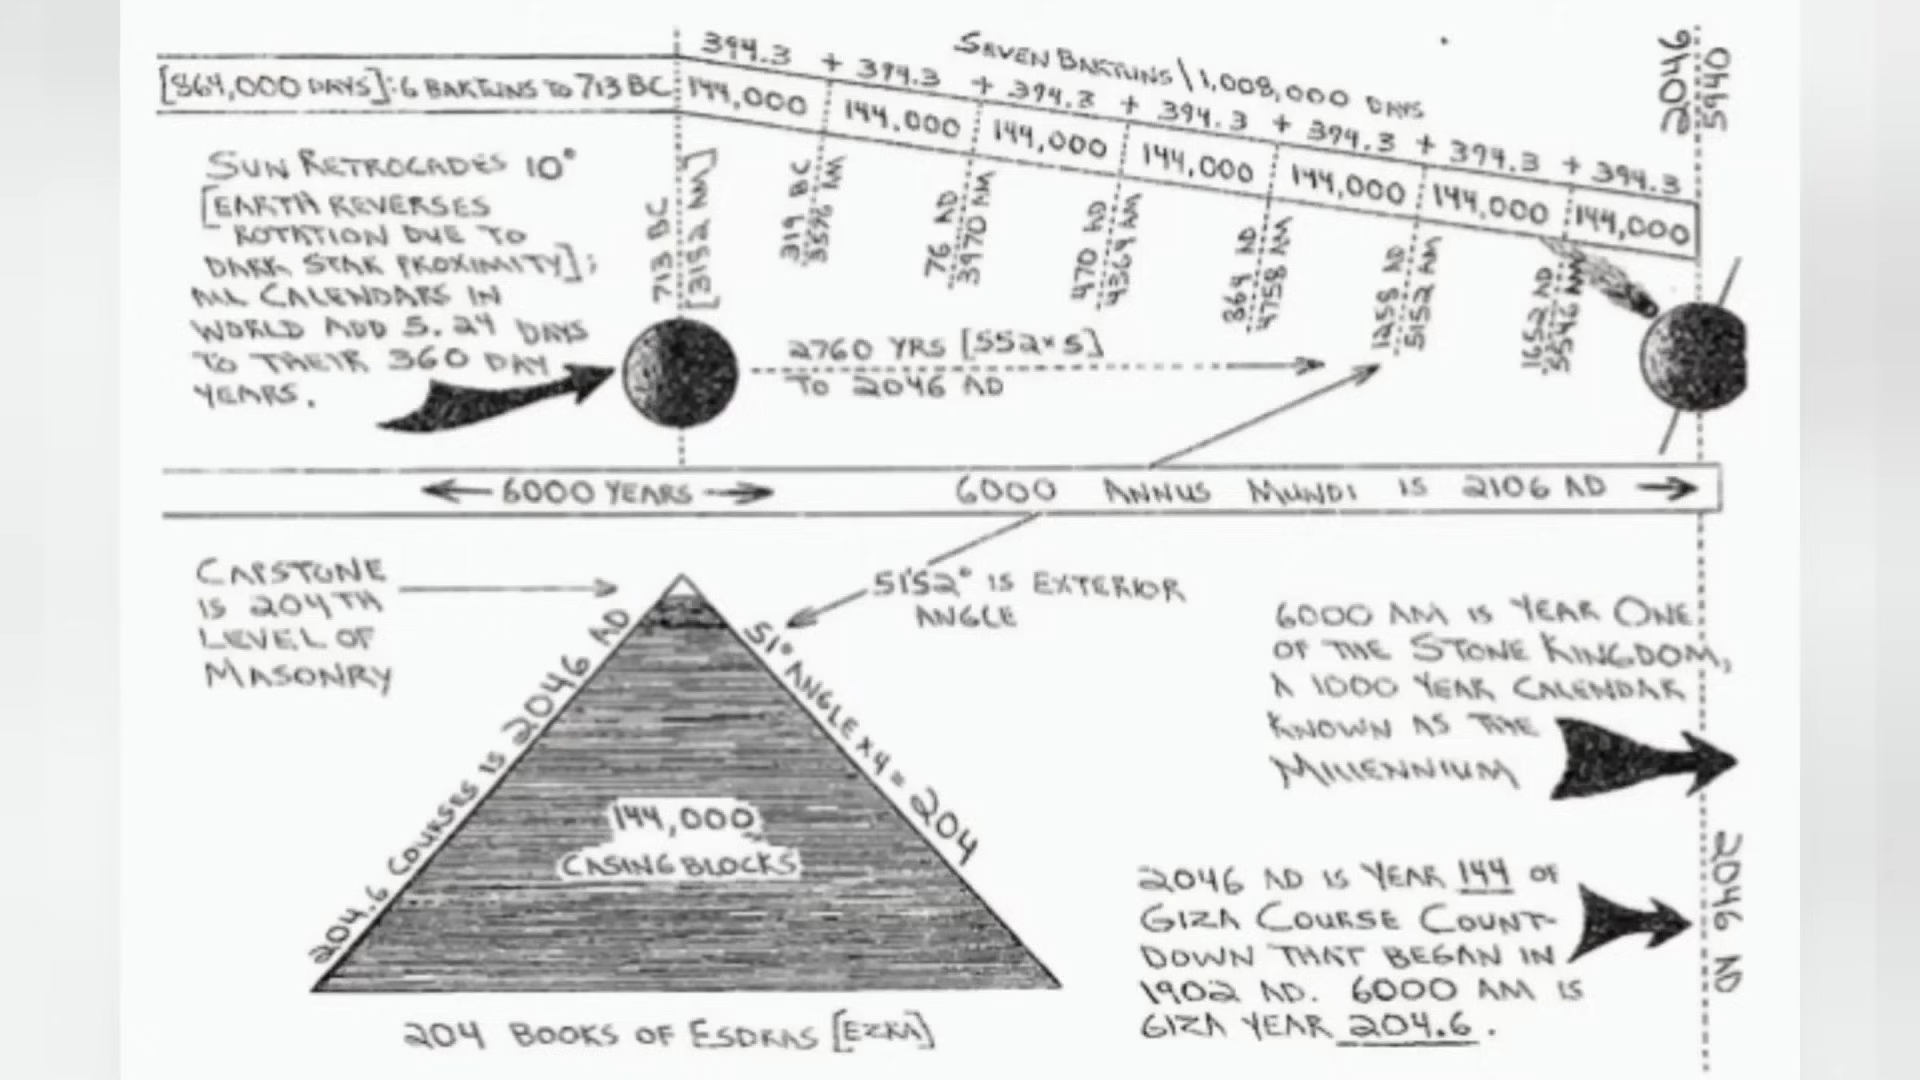 394.3 + 394.3 + 394.3 + 394.3 + 394.3 + 394.3 + 394.3
SEVEN BAKTUNS \ 1,008,000 DAYS
2046
5940
[864,000 DAYS]: 6 BAKTUNS TO 713 BC
144,000 144,000 144,000 144,000 144,000 144,000 144,000
SUN RETROGADES 10°
[EARTH REVERSES
ROTATION DUE TO
DARK STAR PROXIMITY];
ALL CALENDARS IN
WORLD ADD 5.24 DAYS
TO THEIR 360 DAY
YEARS.
713 BC
[3152 AM]
319 BC
3576 AM
76 AD
3970 AM
470 AD
4364 AM
864 AD
4758 AM
1258 AD
5152 AM
1652 AD
5546 AM
2760 YRS [552×5]
TO 2046 AD
6000 YEARS
6000 ANNUS MUNDI IS 2106 AD
CAPSTONE
IS 204TH
LEVEL OF
MASONRY
51'52° IS EXTERIOR
ANGLE
204.6 COURSES IS 2046 AD
51° ANGLE x4 = 204
144,000
CASING BLOCKS
204 BOOKS OF ESDRAS [EZRA]
6000 AM IS YEAR ONE
OF THE STONE KINGDOM,
A 1000 YEAR CALENDAR
KNOWN AS THE
MILLENNIUM
2046 AD IS YEAR 144 OF
GIZA COURSE COUNT-
DOWN THAT BEGAN IN
1902 AD. 6000 AM IS
GIZA YEAR 204.6.
2046 AD